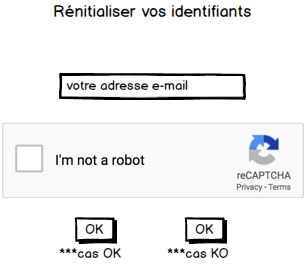 Rénitialiser vos identifiants
votre adresse e-mail
I'm not a robot
reCAPTCHA
Privacy - Terms
OK OK
***cas OK ***cas KO